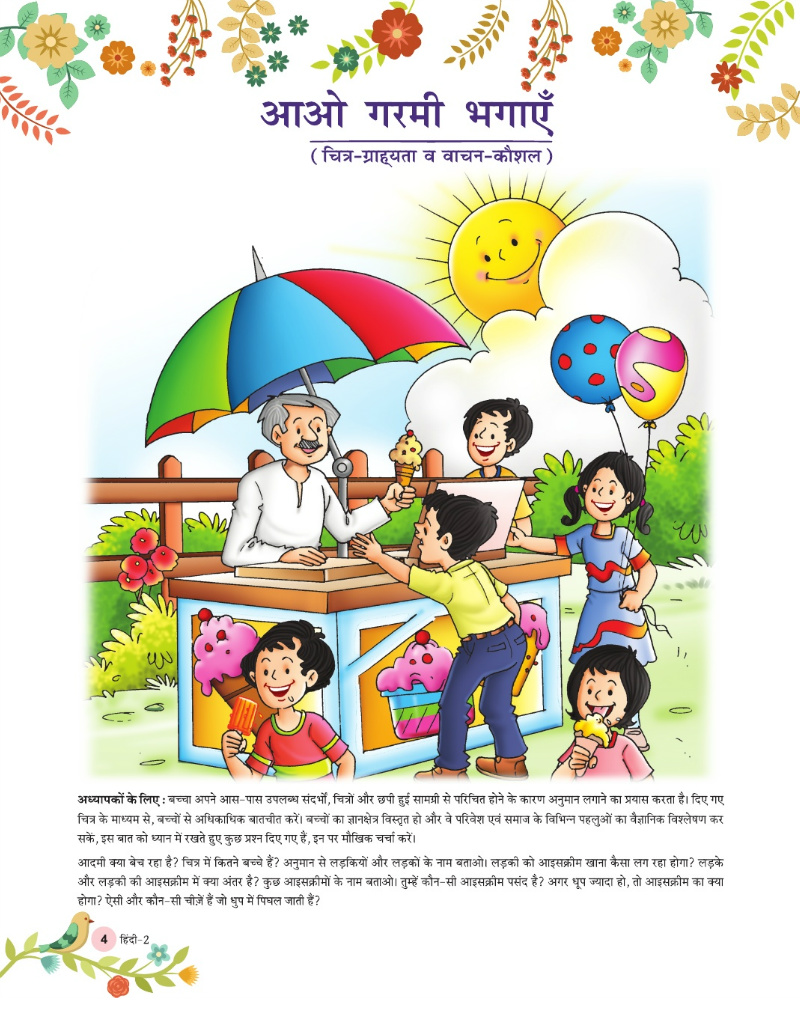 आओ गरमी भगाएँ
(चित्र-ग्राह्यता व वाचन-कौशल)
अध्यापकों के लिए : बच्चा अपने आस-पास उपलब्ध संदर्भों, चित्रों और छपी हुई सामग्री से परिचित होने के कारण अनुमान लगाने का प्रयास करता है। दिए गए
चित्र के माध्यम से, बच्चों से अधिकाधिक बातचीत करें। बच्चों का ज्ञानक्षेत्र विस्तृत हो और वे परिवेश एवं समाज के विभिन्न पहलुओं का वैज्ञानिक विश्लेषण कर
सकें, इस बात को ध्यान में रखते हुए कुछ प्रश्न दिए गए हैं, इन पर मौखिक चर्चा करें।
आदमी क्या बेच रहा है? चित्र में कितने बच्चे हैं? अनुमान से लड़कियों और लड़कों के नाम बताओ। लड़की को आइसक्रीम खाना कैसा लग रहा होगा? लड़के
और लड़की की आइसक्रीम में क्या अंतर है? कुछ आइसक्रीमों के नाम बताओ। तुम्हें कौन-सी आइसक्रीम पसंद है? अगर धूप ज्यादा हो, तो आइसक्रीम का क्या
होगा? ऐसी और कौन-सी चीज़ें हैं जो धुप में पिघल जाती हैं?
4 हिंदी-2